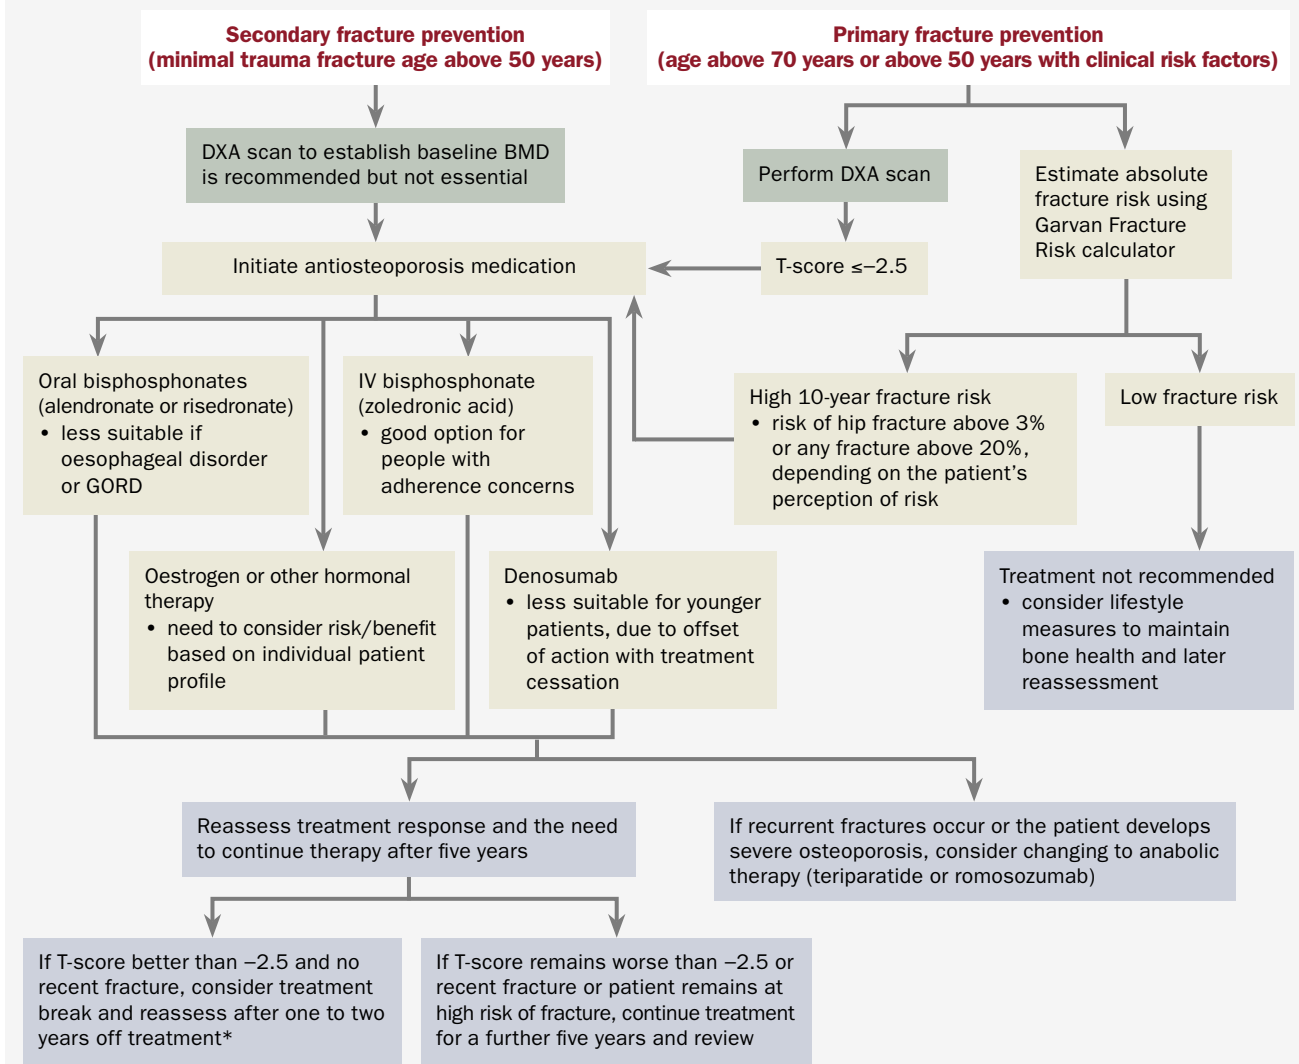 Secondary fracture prevention
(minimal trauma fracture age above 50 years)
Primary fracture prevention
(age above 70 years or above 50 years with clinical risk factors)
DXA scan to establish baseline BMD
is recommended but not essential
Perform DXA scan
Estimate absolute
fracture risk using
Garvan Fracture
Risk calculator
Initiate antiosteoporosis medication
T-score ≤−2.5
Oral bisphosphonates
(alendronate or risedronate)
• less suitable if
oesophageal disorder
or GORD
IV bisphosphonate
(zoledronic acid)
• good option for
people with
adherence concerns
High 10-year fracture risk
• risk of hip fracture above 3%
or any fracture above 20%,
depending on the patient’s
perception of risk
Low fracture risk
Oestrogen or other hormonal
therapy
• need to consider risk/benefit
based on individual patient
profile
Denosumab
• less suitable for younger
patients, due to offset
of action with treatment
cessation
Treatment not recommended
• consider lifestyle
measures to maintain
bone health and later
reassessment
Reassess treatment response and the need
to continue therapy after five years
If recurrent fractures occur or the patient develops
severe osteoporosis, consider changing to anabolic
therapy (teriparatide or romosozumab)
If T-score better than −2.5 and no
recent fracture, consider treatment
break and reassess after one to two
years off treatment*
If T-score remains worse than −2.5 or
recent fracture or patient remains at
high risk of fracture, continue treatment
for a further five years and review